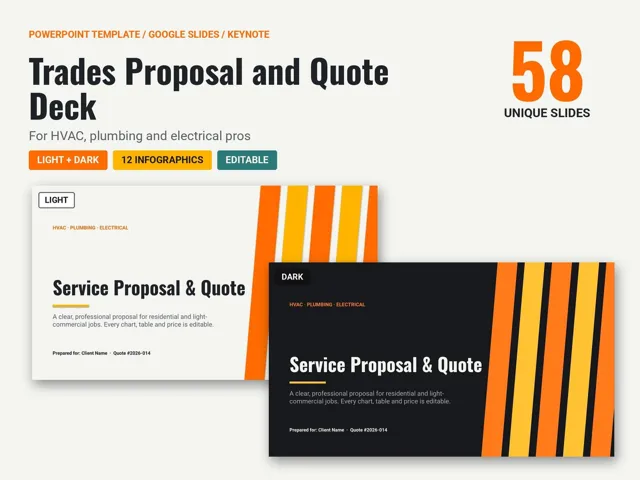 POWERPOINT TEMPLATE / GOOGLE SLIDES / KEYNOTE
Trades Proposal and Quote
Deck
For HVAC, plumbing and electrical pros
LIGHT + DARK
12 INFOGRAPHICS
EDITABLE
58
UNIQUE SLIDES
LIGHT
HVAC · PLUMBING · ELECTRICAL
Service Proposal & Quote
A clear, professional proposal for residential and light-
commercial jobs. Every chart, table and price is editable.
Prepared for: Client Name · Quote #2026-014
DARK
HVAC · PLUMBING · ELECTRICAL
Service Proposal & Quote
A clear, professional proposal for residential and light-
commercial jobs. Every chart, table and price is editable.
Prepared for: Client Name · Quote #2026-014